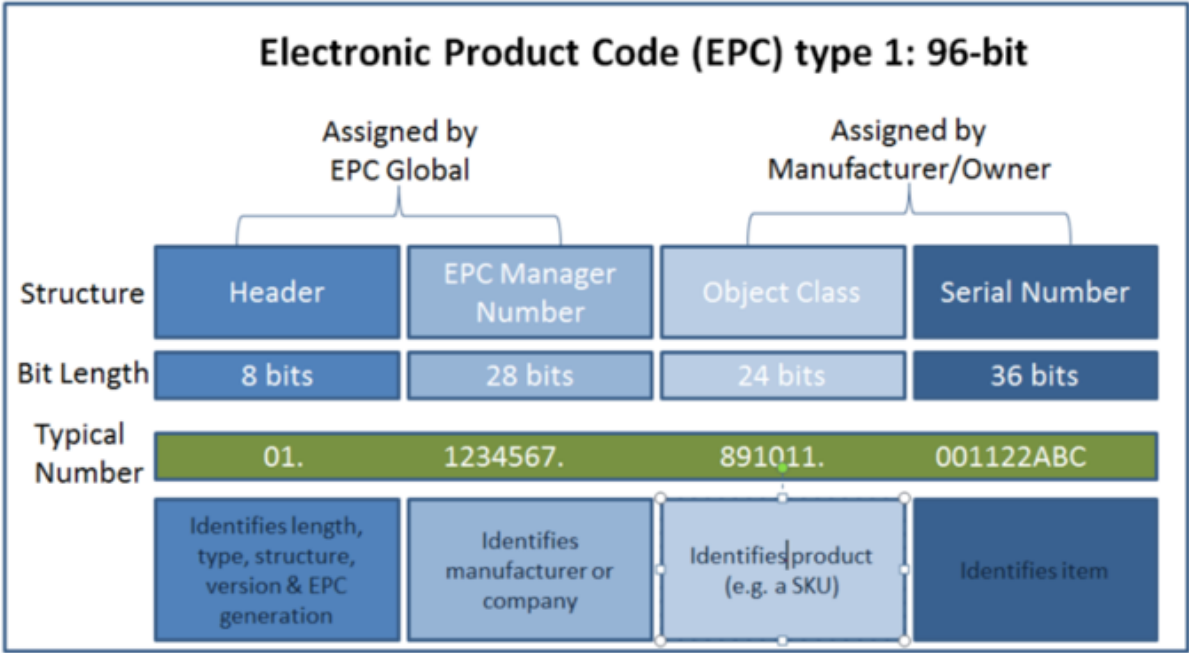 Electronic Product Code (EPC) type 1: 96-bit
Assigned by
EPC Global
Assigned by
Manufacturer/Owner
Structure
Header
EPC Manager
Number
Object Class
Serial Number
Bit Length
8 bits
28 bits
24 bits
36 bits
Typical
Number
01.
1234567.
891011.
001122ABC
Identifies length,
type, structure,
version & EPC
generation
Identifies
manufacturer or
company
Identifies product
(e.g. a SKU)
Identifies item